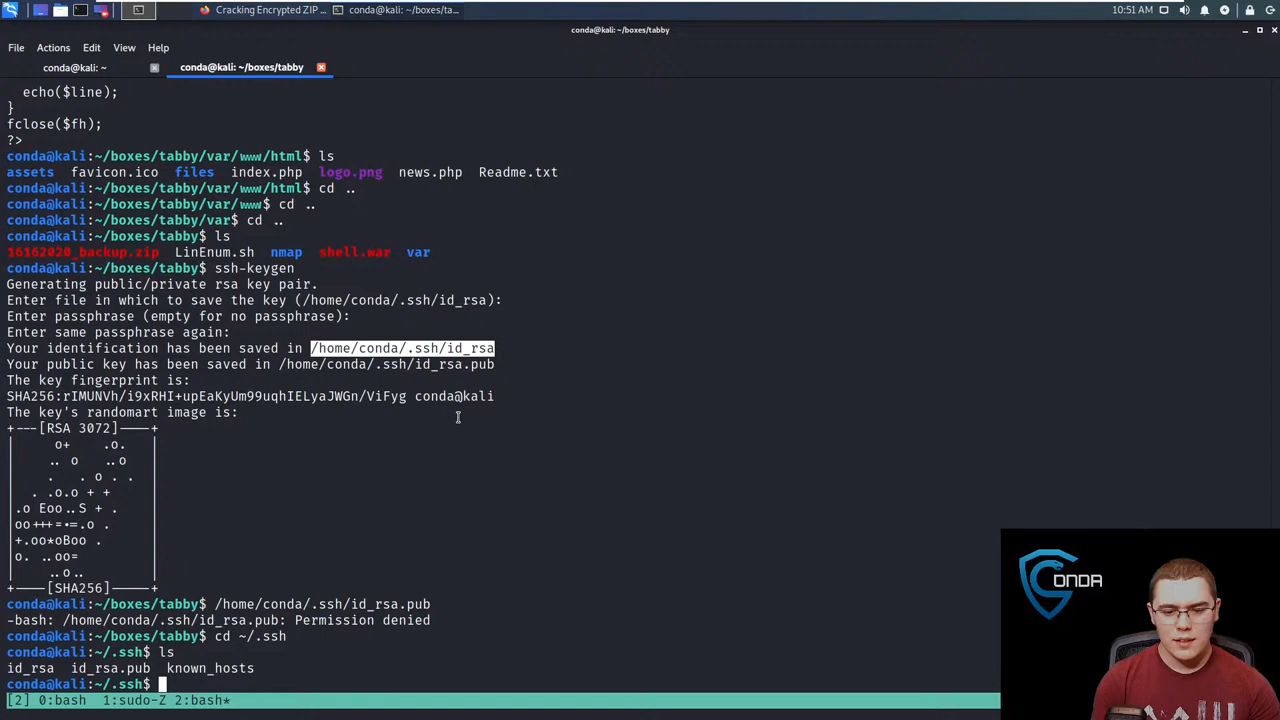 Cracking Encrypted ZIP ...
conda@kali: ~/boxes/ta...
10:51 AM
conda@kali: ~/boxes/tabby
File Actions Edit View Help
conda@kali: ~
conda@kali: ~/boxes/tabby
echo($line);
}
fclose($fh);
?>
conda@kali:~/boxes/tabby/var/www/html$ ls
assets favicon.ico files index.php logo.png news.php Readme.txt
conda@kali:~/boxes/tabby/var/www/html$ cd ..
conda@kali:~/boxes/tabby/var/www$ cd ..
conda@kali:~/boxes/tabby/var$ cd ..
conda@kali:~/boxes/tabby$ ls
16162020_backup.zip LinEnum.sh nmap shell.war var
conda@kali:~/boxes/tabby$ ssh-keygen
Generating public/private rsa key pair.
Enter file in which to save the key (/home/conda/.ssh/id_rsa):
Enter passphrase (empty for no passphrase):
Enter same passphrase again:
Your identification has been saved in /home/conda/.ssh/id_rsa
Your public key has been saved in /home/conda/.ssh/id_rsa.pub
The key fingerprint is:
SHA256:rIMUNVh/i9xRHI+upEaKyUm99uqhIELyaJWGn/ViFyg conda@kali
The key's randomart image is:
+---[RSA 3072]----+
|     o+    .o.   |
|    .. o   ..o   |
|    .   . o . .  |
|  . .o.o + +     |
|.o Eoo..S + .    |
|oo+++=•=.o .     |
|+.oo*oBoo .      |
|o. ..oo=         |
|     ..o..       |
+----[SHA256]-----+
conda@kali:~/boxes/tabby$ /home/conda/.ssh/id_rsa.pub
-bash: /home/conda/.ssh/id_rsa.pub: Permission denied
conda@kali:~/boxes/tabby$ cd ~/.ssh
conda@kali:~/.ssh$ ls
id_rsa id_rsa.pub known_hosts
conda@kali:~/.ssh$
[2] 0:bash 1:sudo-Z 2:bash*
CONDA